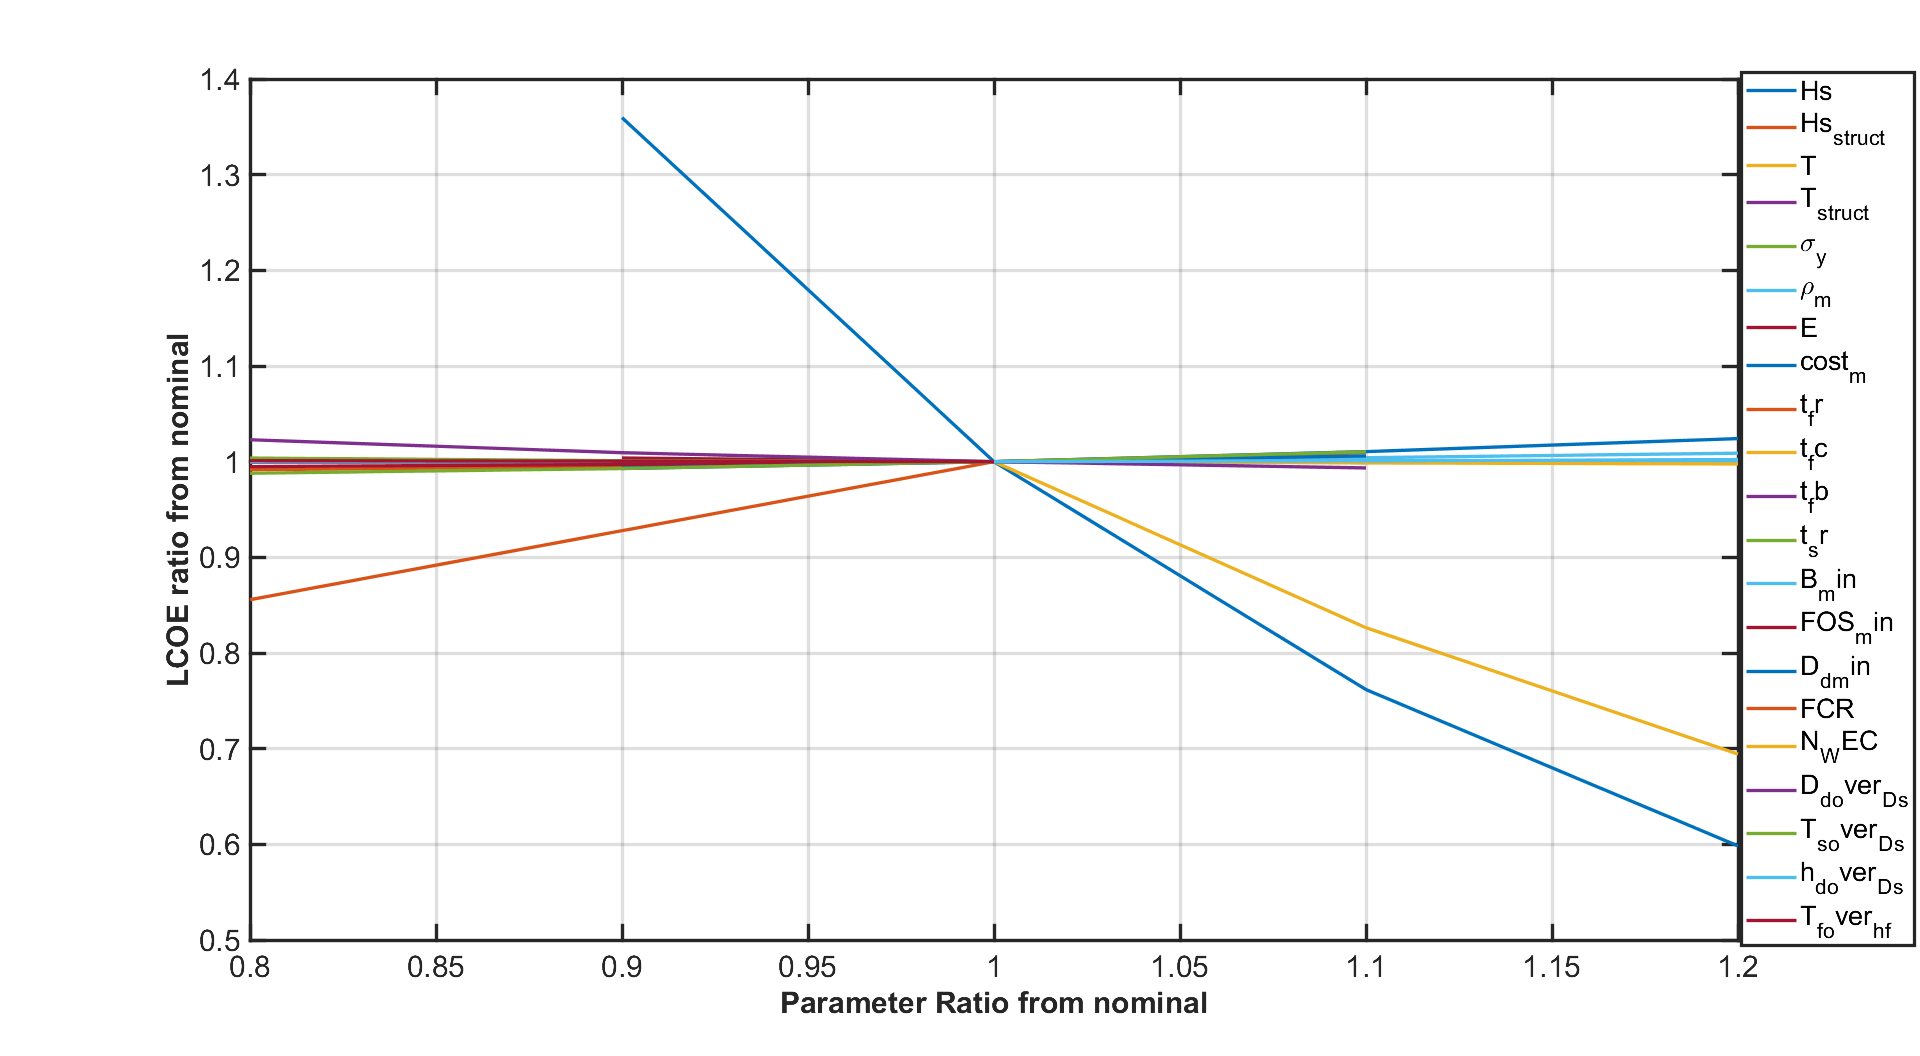 1.4
1.3
1.2
1.1
1
0.9
0.8
0.7
0.6
0.5
LCOE ratio from nominal
0.8 0.85 0.9 0.95 1 1.05 1.1 1.15 1.2
Parameter Ratio from nominal
Hs
Hs_struct
T
T_struct
σ_y
ρ_m
E
cost_m
t_fr
t_fc
t_fb
t_sr
B_min
FOS_min
D_dmin
FCR
N_WEC
D_dover_Ds
T_sover_Ds
h_dover_Ds
T_fover_hf